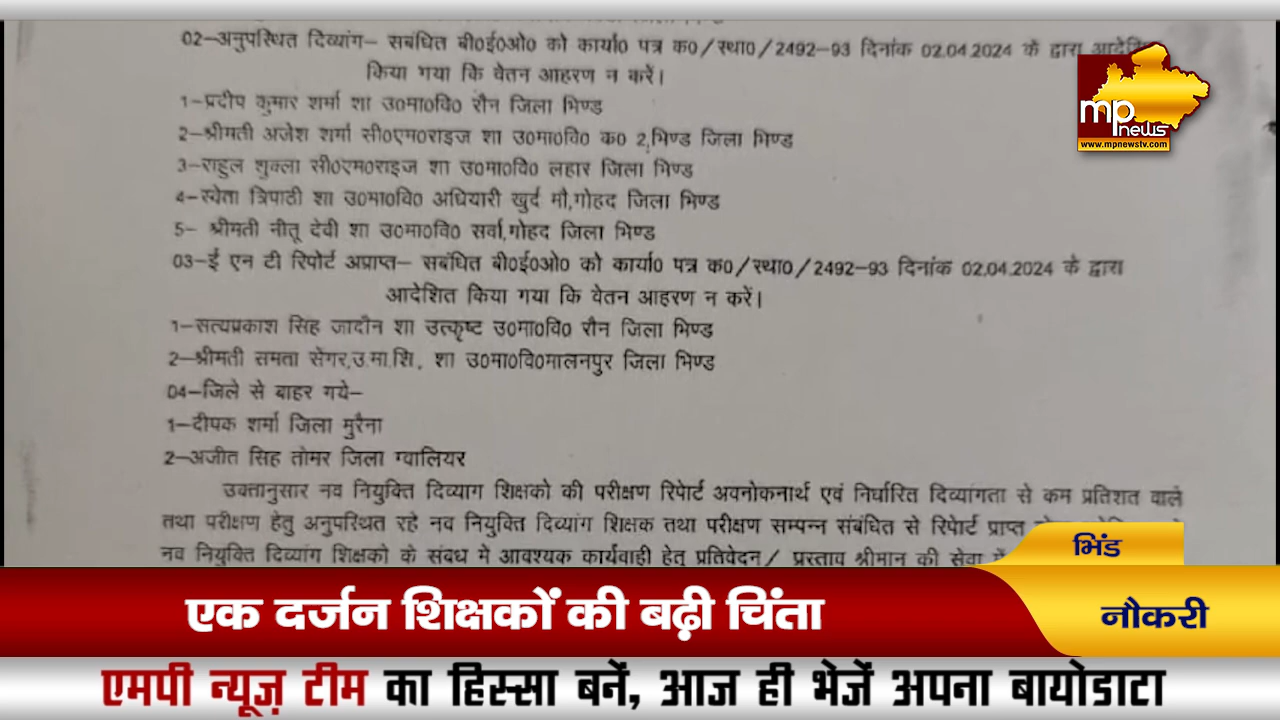 02–अनुपस्थित दिव्यांग– सबंधित बी0ई0ओ0 को कार्या0 पत्र क0/स्था0/2492–93 दिनांक 02.04.2024 के द्वारा
किया गया कि वेतन आहरण न करें।
1–प्रदीप कुमार शर्मा शा उ0मा0वि0 रौन जिला भिण्ड
2–श्रीमती अजेश शर्मा सी0एम0राइज शा उ0मा0वि0 क0 2,भिण्ड जिला भिण्ड
3–राहुल शुक्ला सी0एम0राइज शा उ0मा0वि0 लहार जिला भिण्ड
4–स्वेता त्रिपाठी शा उ0मा0वि0 अधियारी खुर्द मौ,गोहद जिला भिण्ड
5– श्रीमती नीतू देवी शा उ0मा0वि0 सर्वा,गोहद जिला भिण्ड
03–ई एन टी रिपोर्ट अप्राप्त– सबंधित बी0ई0ओ0 को कार्या0 पत्र क0/स्था0/2492–93 दिनांक 02.04.2024 के द्वारा
आदेशित किया गया कि वेतन आहरण न करें।
1–सत्यप्रकाश सिंह जादौन शा उत्कृष्ट उ0मा0वि0 रौन जिला भिण्ड
2–श्रीमती समता सेंगर,उ.मा.शि., शा उ0मा0वि0मालनपुर जिला भिण्ड
04–जिले से बाहर गये–
1–दीपक शर्मा जिला मुरैना
2–अजीत सिंह तोमर जिला ग्वालियर
उक्तानुसार नव नियुक्ति दिव्याग शिक्षको की परीक्षण रिपोर्ट अवनोकनार्थ एवं निर्धारित दिव्यांगता से कम प्रतिशत वाले
तथा परीक्षण हेतु अनुपस्थित रहे नव नियुक्ति दिव्यांग शिक्षक तथा परीक्षण सम्पन्न संबंधित से रिपोर्ट प्राप्त
नव नियुक्ति दिव्यांग शिक्षको के संवध मे आवश्यक कार्यवाही हेतु प्रतिवेदन/ प्रस्ताव श्रीमान की सेवा में
mp
news
www.mpnewstv.com
भिंड
एक दर्जन शिक्षकों की बढ़ी चिंता
नौकरी
एमपी न्यूज़ टीम का हिस्सा बनें, आज ही भेजें अपना बायोडाटा